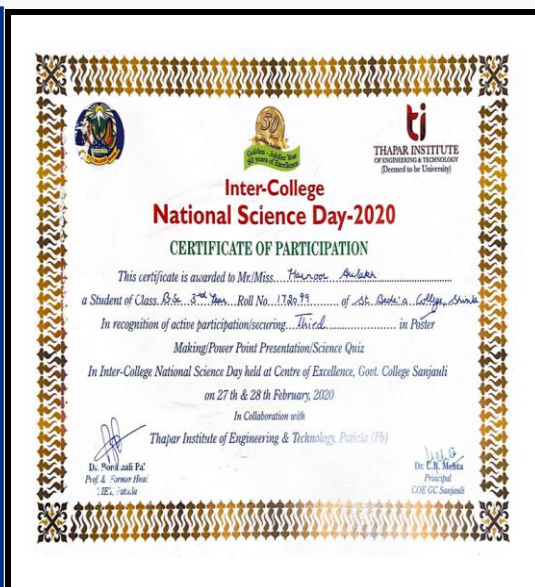 50
Golden - Jubilee Year
50 years of Excellence
ti
THAPAR INSTITUTE
OF ENGINEERING & TECHNOLOGY
(Deemed to be University)
Inter-College
National Science Day-2020
CERTIFICATE OF PARTICIPATION
This certificate is awarded to Mr./Miss... Harnoor Aulakh
a Student of Class. B.Sc 3rd Year Roll No. 172099 of St. Bede's College, Shimla
In recognition of active participation/securing... Third in Poster
Making/Power Point Presentation/Science Quiz
In Inter-College National Science Day held at Centre of Excellence, Govt. College Sanjauli
on 27 th & 28 th February, 2020
In Collaboration with
Thapar Institute of Engineering & Technology, Patiala (Pb)
Prof. & Former Head
Patiala
Dr. C.B. Mehta
Principal
COE GC Sanjauli